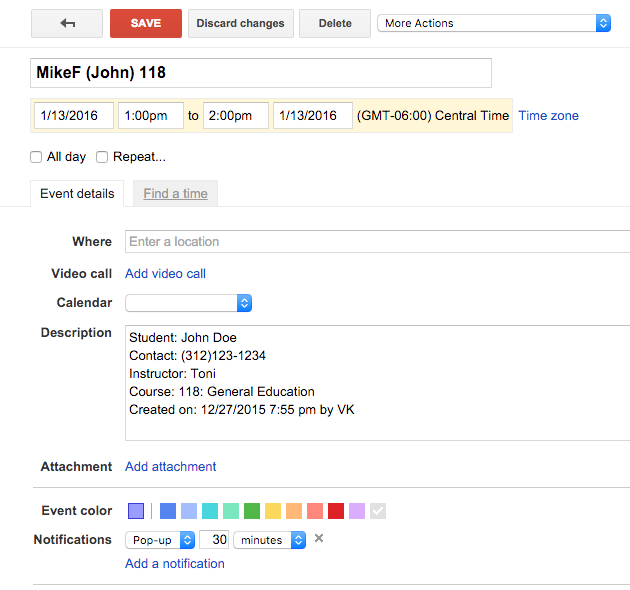 SAVE Discard changes Delete More Actions
MikeF (John) 118
1/13/2016 1:00pm to 2:00pm 1/13/2016 (GMT-06:00) Central Time Time zone
All day Repeat...
Event details Find a time
Where Enter a location
Video call Add video call
Calendar
Description
Student: John Doe
Contact: (312)123-1234
Instructor: Toni
Course: 118: General Education
Created on: 12/27/2015 7:55 pm by VK
Attachment Add attachment
Event color
Notifications Pop-up 30 minutes
Add a notification